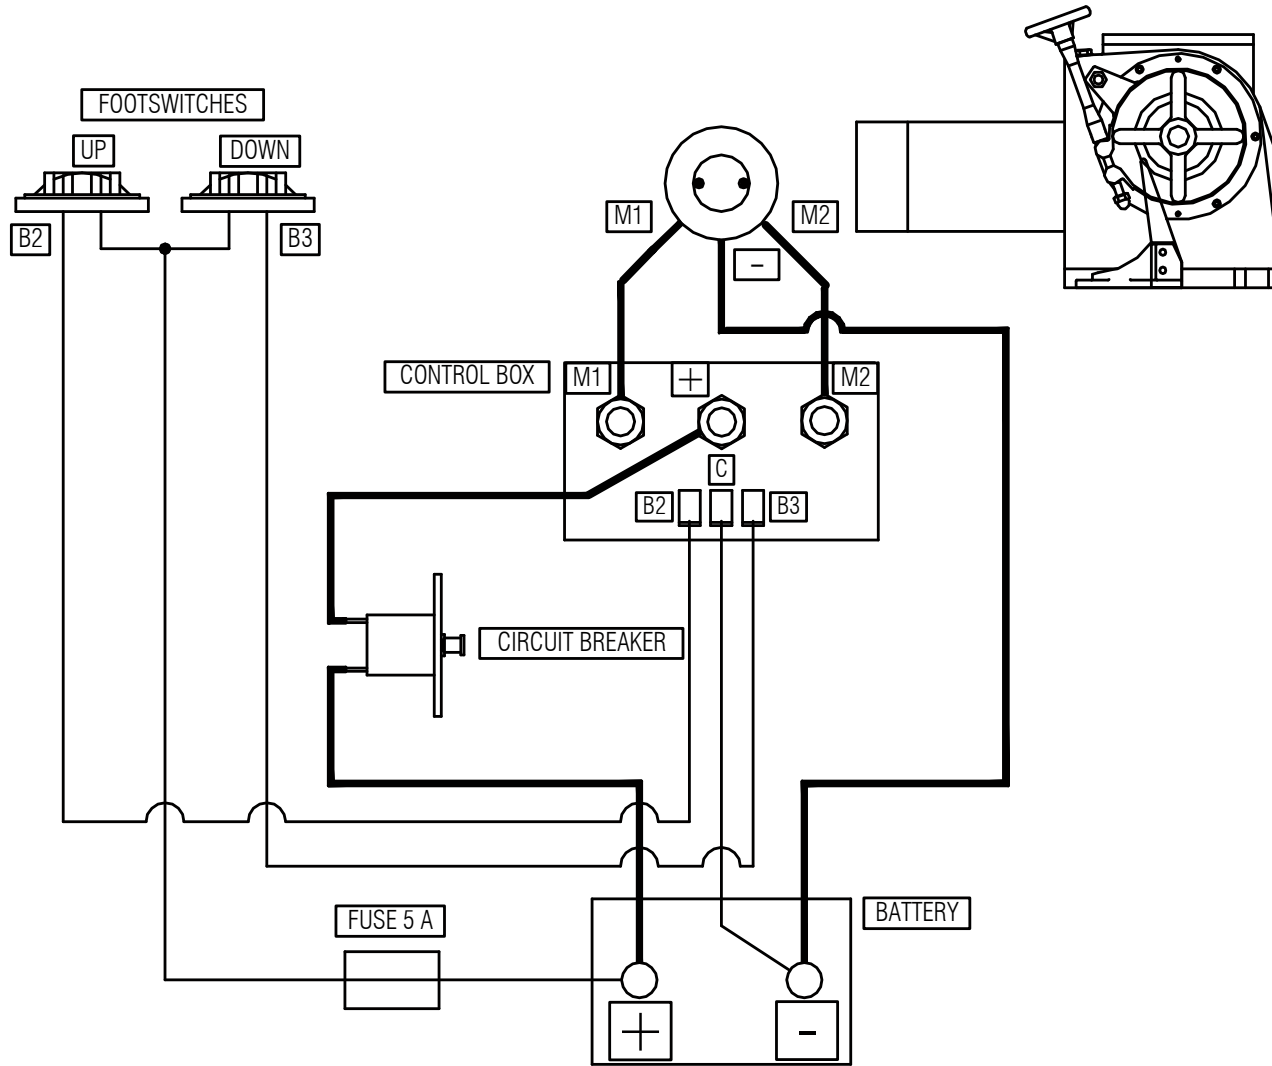 FOOTSWITCHES
UP
DOWN
B2
B3
M1
M2
-
CONTROL BOX
M1
+
M2
C
B2
B3
CIRCUIT BREAKER
FUSE 5 A
BATTERY
+
-